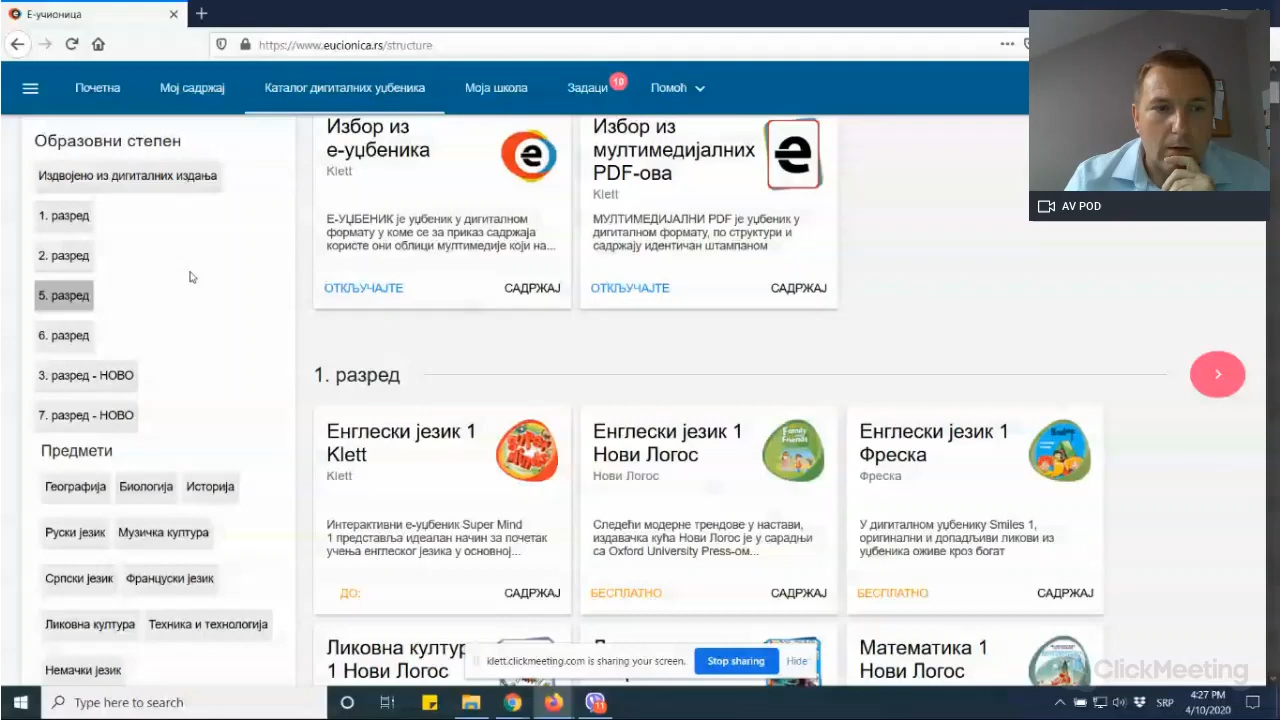 Е-учионица
https://www.eucionica.rs/structure
Почетна
Мој садржај
Каталог дигиталних уџбеника
Моја школа
Задаци
10
Помоћ
AV POD
Образовни степен
Издвојено из дигиталних издања
1. разред
2. разред
5. разред
6. разред
3. разред - НОВО
7. разред - НОВО
Предмети
Географија Биологија Историја
Руски језик Музичка култура
Српски језик Француски језик
Ликовна култура Техника и технологија
Немачки језик
Избор из
е-уџбеника
Klett
Е-УЏБЕНИК је уџбеник у дигиталном
формату у коме се за приказ садржаја
користе они облици мултимедије који на...
ОТКЉУЧАЈТЕ САДРЖАЈ
Избор из
мултимедијалних
PDF-ова
Klett
МУЛТИМЕДИЈАЛНИ PDF је уџбеник у
дигиталном формату, по структури и
садржају идентичан штампаном
ОТКЉУЧАЈТЕ САДРЖАЈ
1. разред
Енглески језик 1
Klett
Klett
Интерактивни е-уџбеник Super Mind
1 представља идеалан начин за почетак
учења енглеског језика у основној...
ДО: САДРЖАЈ
Енглески језик 1
Нови Логос
Нови Логос
Family and
Friends
Следећи модерне трендове у настави,
издавачка кућа Нови Логос је у сарадњи
са Oxford University Press-ом...
БЕСПЛАТНО САДРЖАЈ
Енглески језик 1
Фреска
Фреска
У дигиталном уџбенику Smiles 1,
оригинални и допадљиви ликови из
уџбеника оживе кроз богат
БЕСПЛАТНО САДРЖАЈ
Ликовна култур
1 Нови Логос
Математика 1
Нови Логос
klett.clickmeeting.com is sharing your screen.
Stop sharing
Hide
ClickMeeting
Type here to search
11
SRP
4:27 PM
4/10/2020